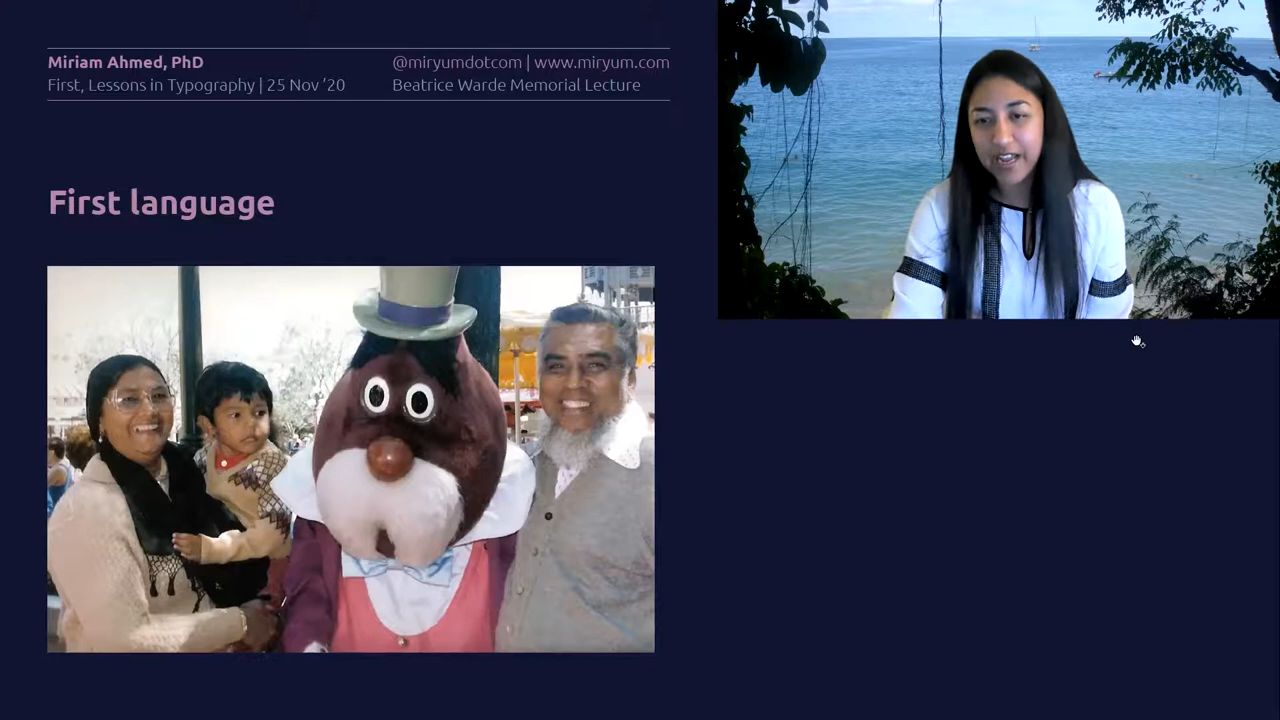 Miriam Ahmed, PhD
First, Lessons in Typography | 25 Nov ’20
@miryumdotcom | www.miryum.com
Beatrice Warde Memorial Lecture
First language